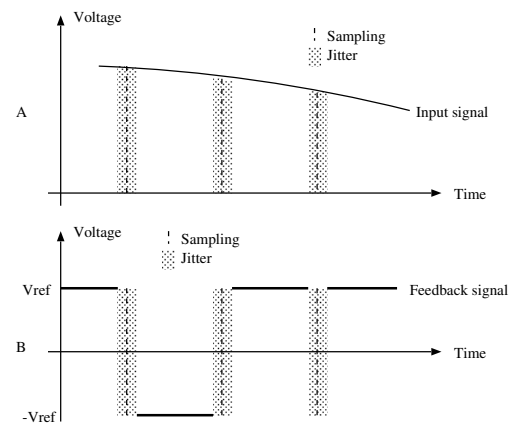 Voltage
Sampling
Jitter
A
Input signal
Time
Voltage
Sampling
Jitter
Vref
Feedback signal
B
Time
-Vref